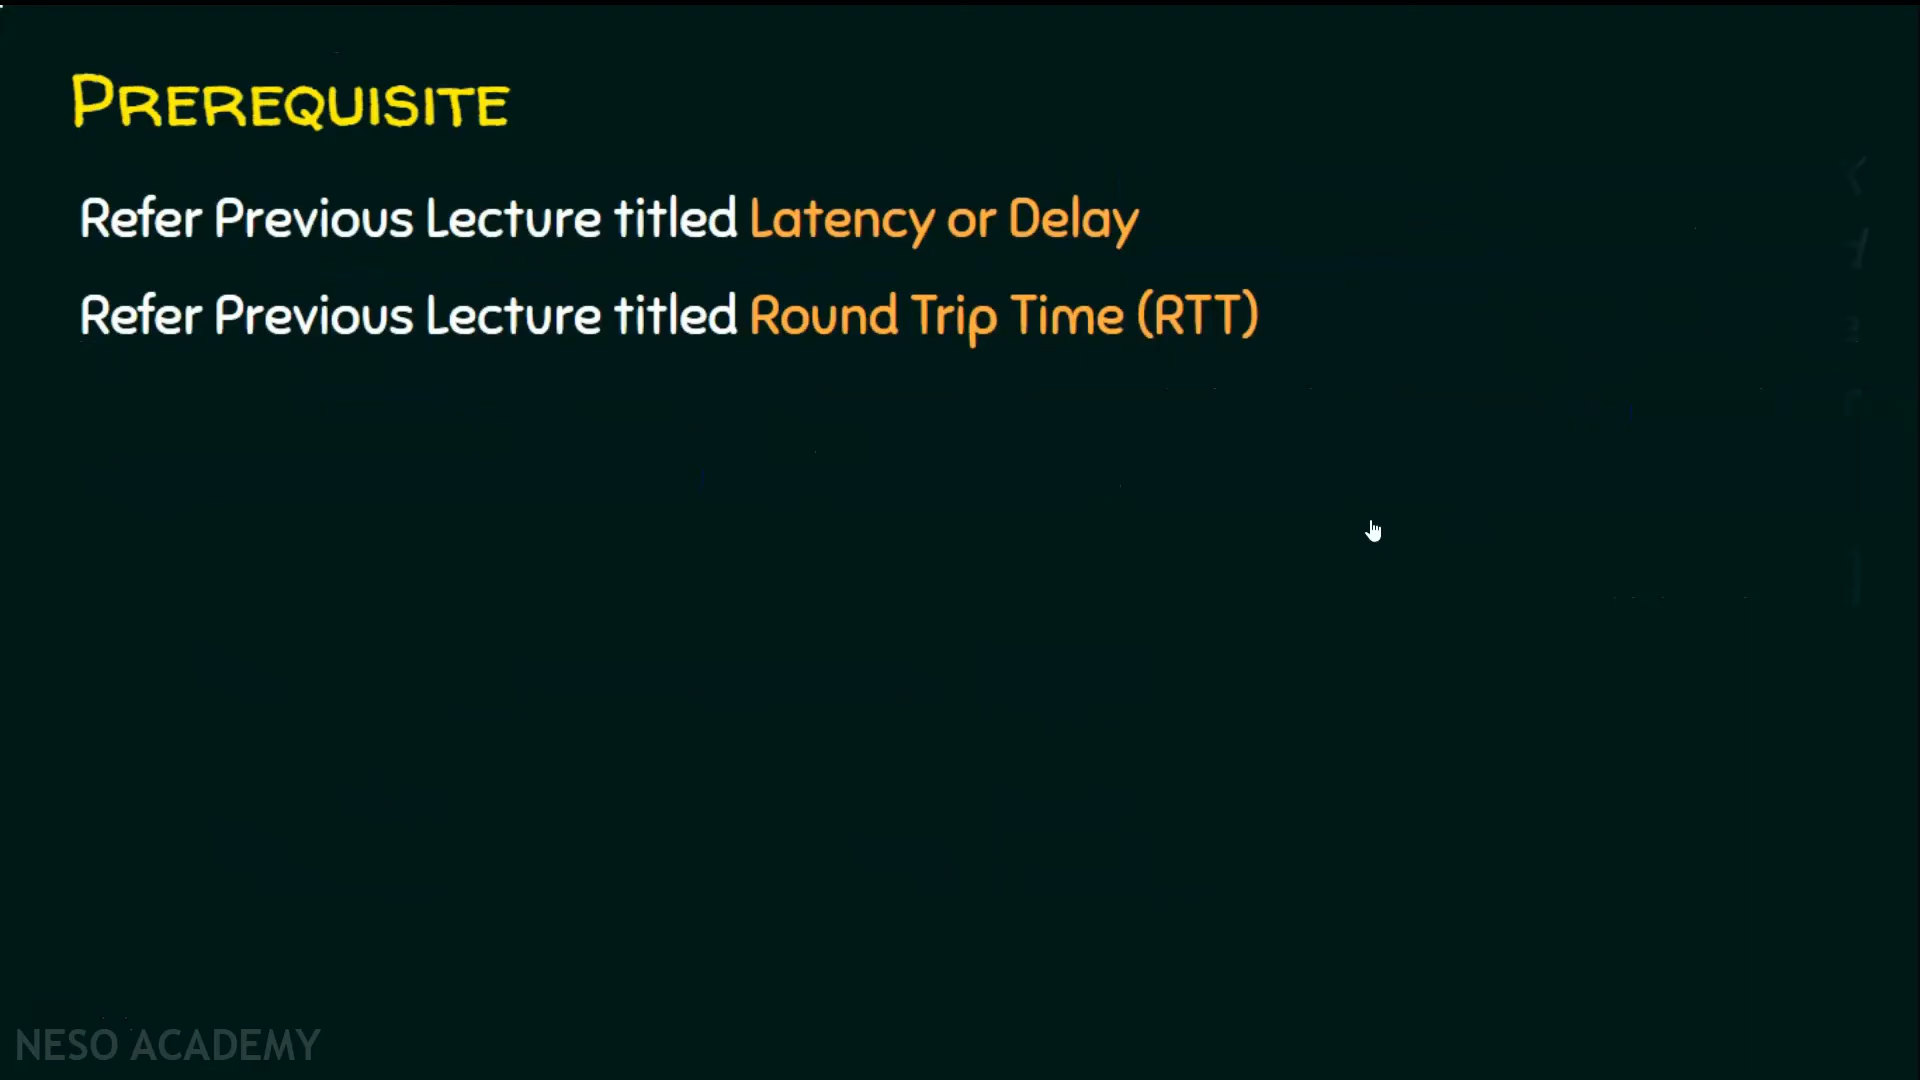 PREREQUISITE
Refer Previous Lecture titled Latency or Delay
Refer Previous Lecture titled Round Trip Time (RTT)
NESO ACADEMY